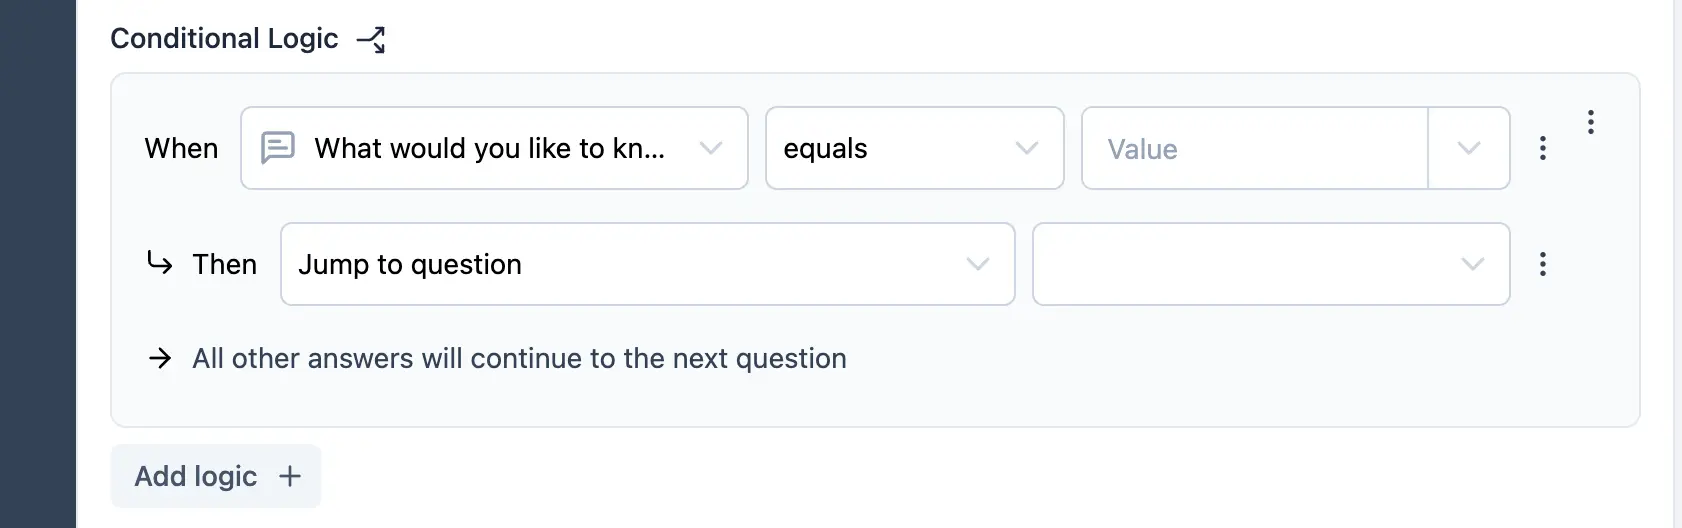 Conditional Logic
When What would you like to kn... equals Value
Then Jump to question
All other answers will continue to the next question
Add logic +